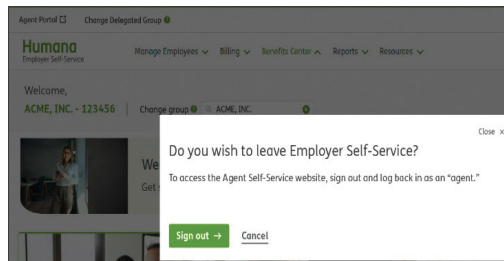 Agent Portal Change Delegated Group
Humana
Employer Self-Service
Manage Employees Billing Benefits Center Reports Resources
Welcome,
ACME, INC. - 123456 Change group ACME, INC.
Close ×
We
Get
Do you wish to leave Employer Self-Service?
To access the Agent Self-Service website, sign out and log back in as an “agent.”
Sign out → Cancel